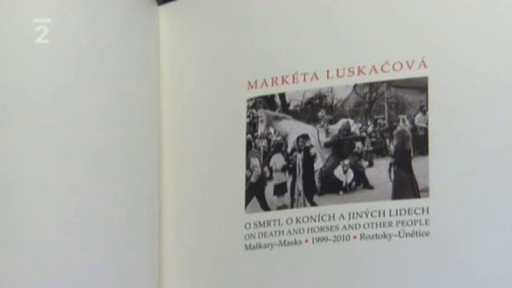 2
MARKÉTA LUSKAČOVÁ
O SMRTI, O KONÍCH A JINÝCH LIDECH
ON DEATH AND HORSES AND OTHER PEOPLE
Maškary–Masks • 1999–2010 • Roztoky–Únětice